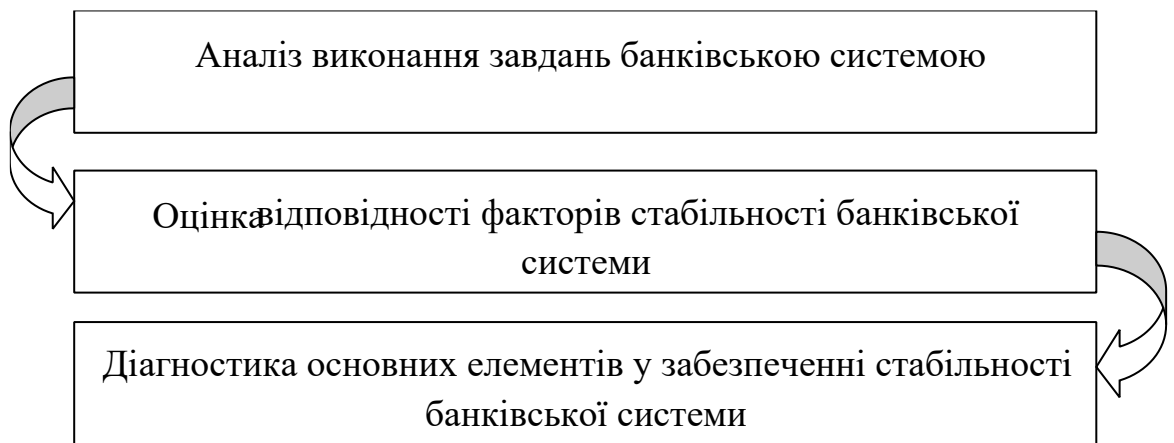 Аналіз виконання завдань банківською системою
Оцінка відповідності факторів стабільності банківської
системи
Діагностика основних елементів у забезпеченні стабільності
банківської системи